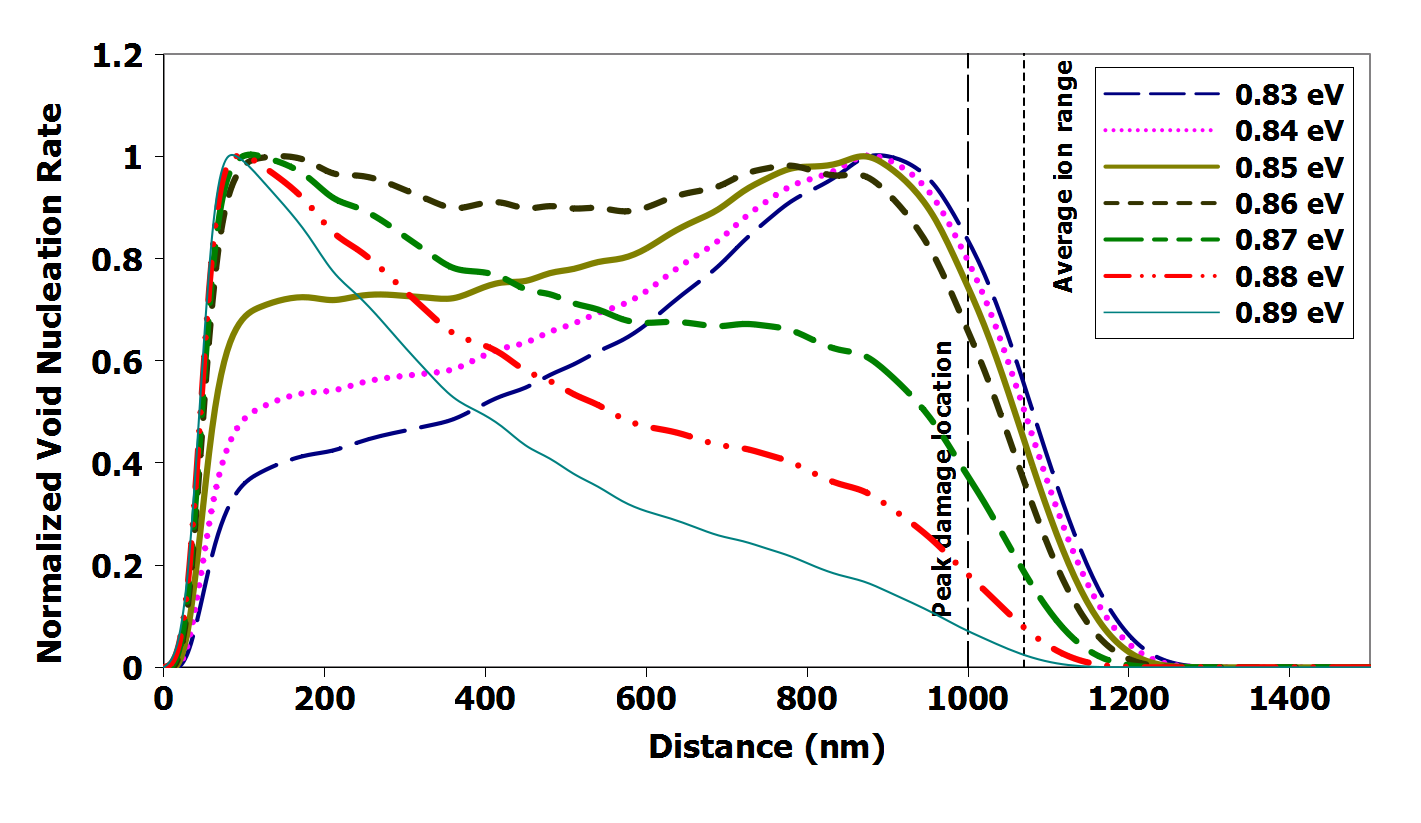 Normalized Void Nucleation Rate
1.2
1
0.8
0.6
0.4
0.2
0
0
200
400
600
800
1000
1200
1400
Distance (nm)
Peak damage location
Average ion range
0.83 eV
0.84 eV
0.85 eV
0.86 eV
0.87 eV
0.88 eV
0.89 eV